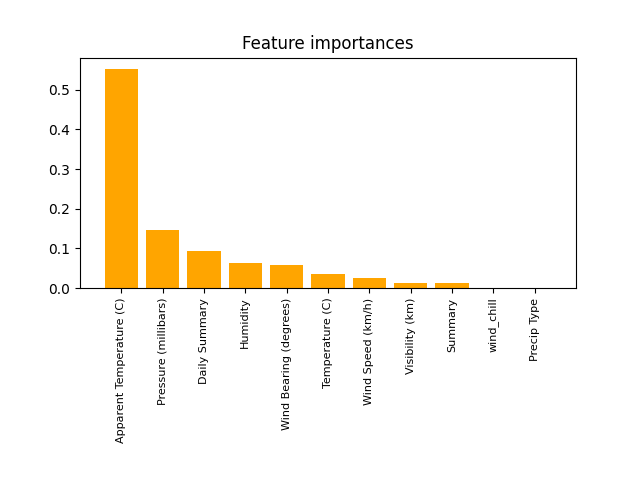 Feature importances
0.5
0.4
0.3
0.2
0.1
0.0
Apparent Temperature (C)
Pressure (millibars)
Daily Summary
Humidity
Wind Bearing (degrees)
Temperature (C)
Wind Speed (km/h)
Visibility (km)
Summary
wind_chill
Precip Type